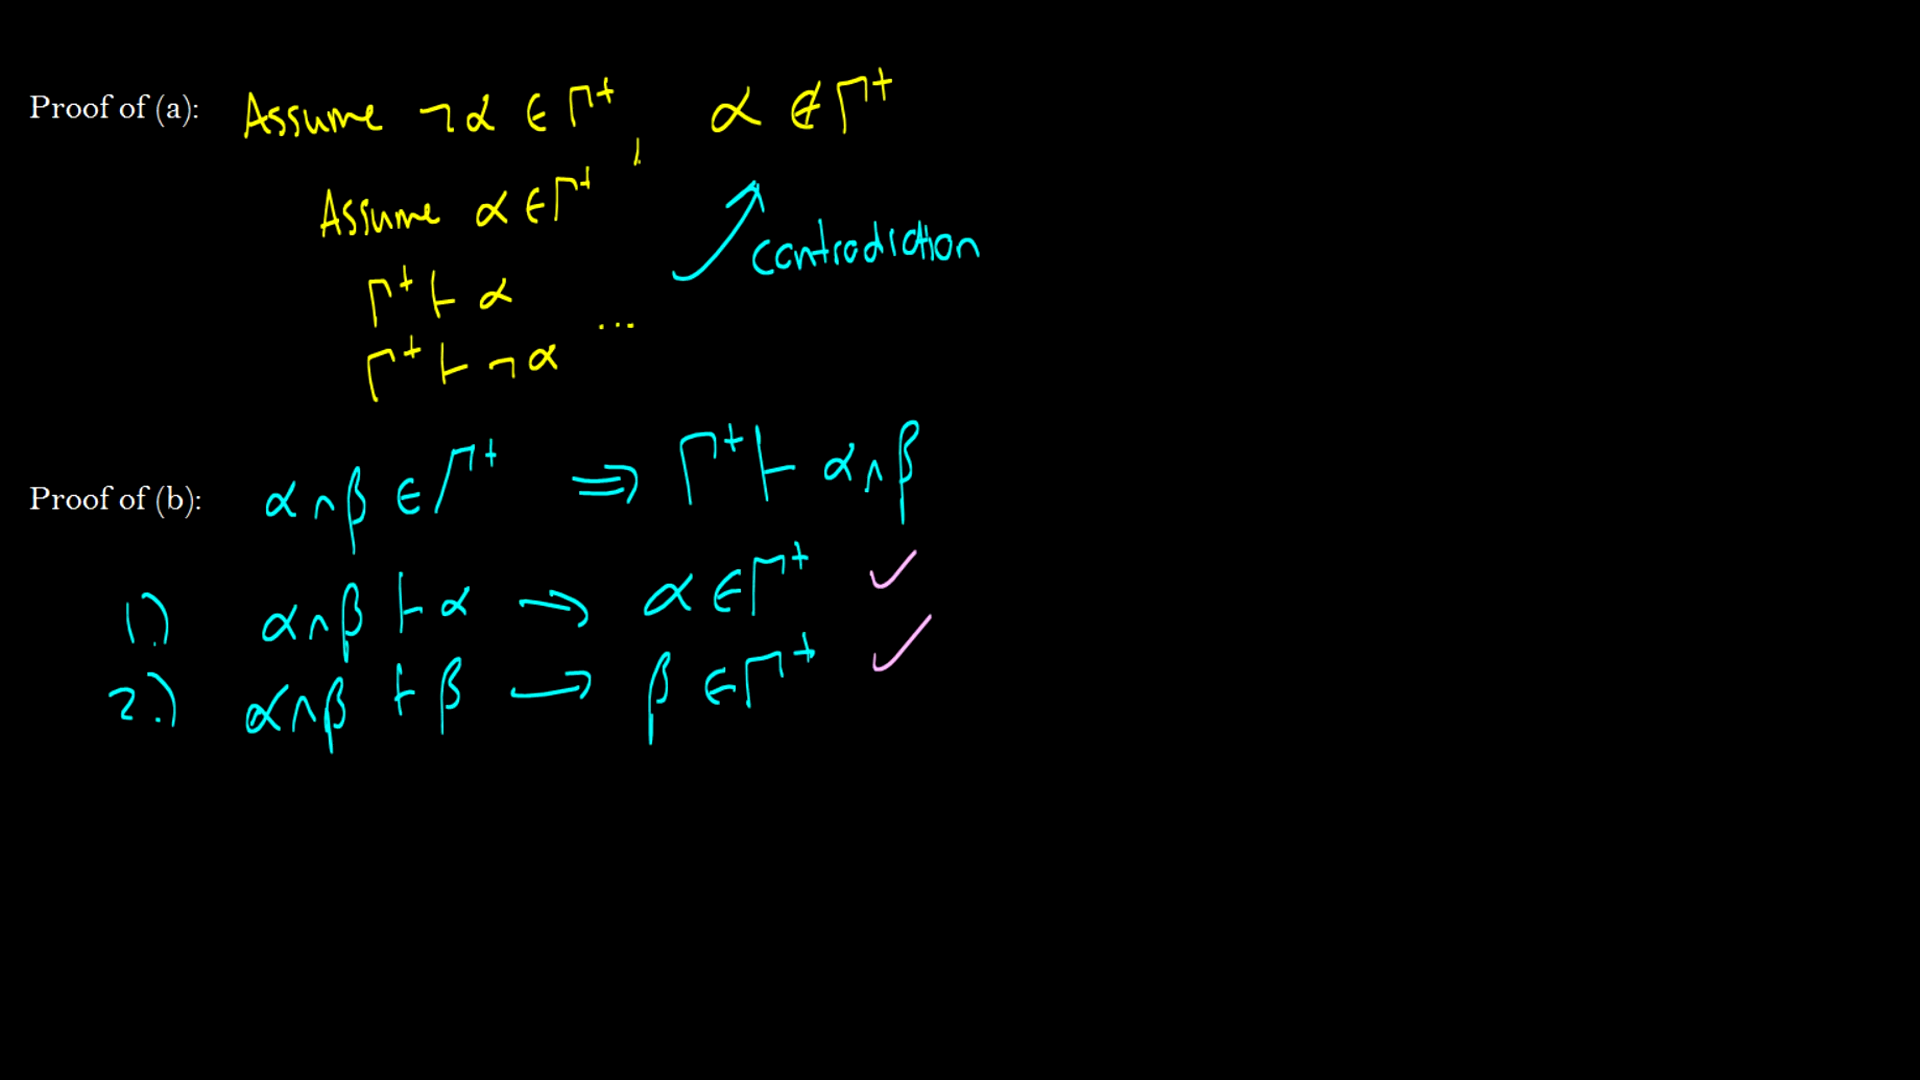 Proof of (a): Assume ¬α ∈ Γ⁺, α ∉ Γ⁺
Assume α ∈ Γ⁺
contradiction
Γ⁺ ⊢ α
...
Γ⁺ ⊢ ¬α
Proof of (b): α ∧ β ∈ Γ⁺ ⇒ Γ⁺ ⊢ α ∧ β
1.) α ∧ β ⊢ α → α ∈ Γ⁺ ✓
2.) α ∧ β ⊢ β → β ∈ Γ⁺ ✓